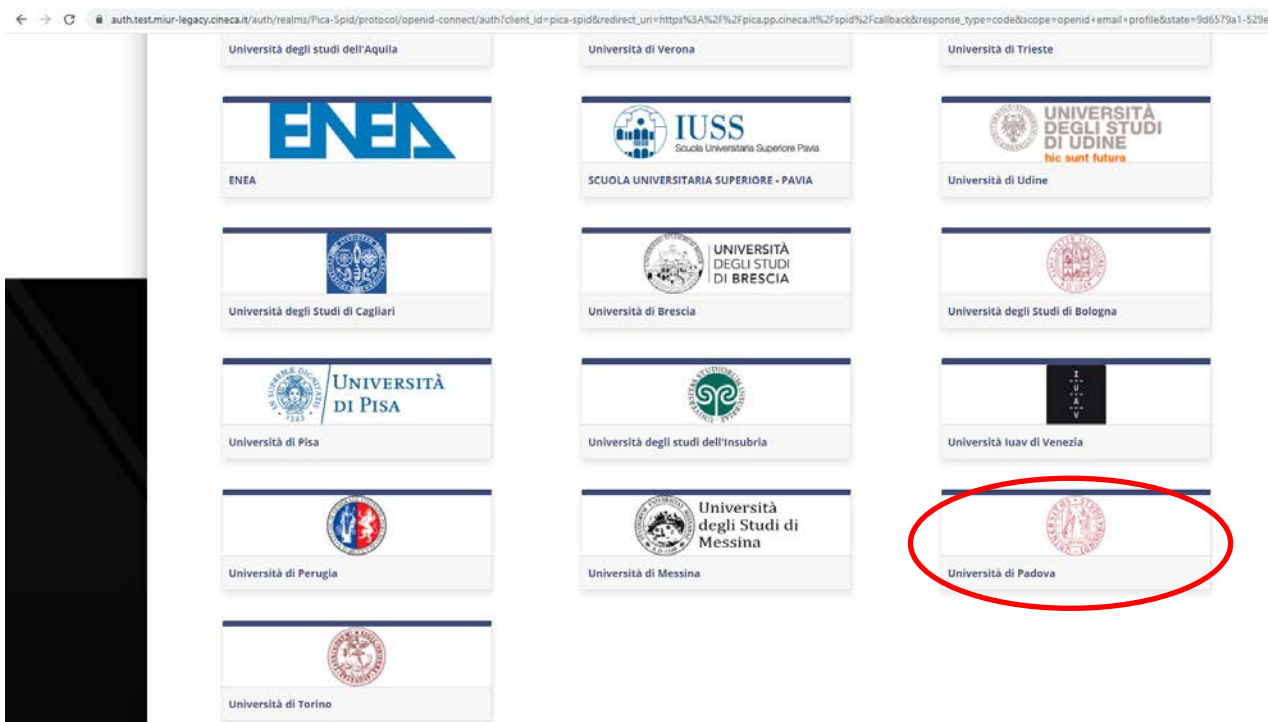 auth.test.miur-legacy.cineca.it/auth/realms/Pica-Spid/protocol/openid-connect/auth?client_id=pica-spid&redirect_uri=https%3A%2F%2Fpica.pp.cineca.it%2Fspid%2Fcallback&response_type=code&scope=openid+email+profile&state=9d6579a1-529e
Università degli studi dell'Aquila
Università di Verona
Università di Trieste
ENEA
IUSS
Scuola Universitaria Superiore Pavia
UNIVERSITÀ
DEGLI STUDI
DI UDINE
hic sunt futura
ENEA
SCUOLA UNIVERSITARIA SUPERIORE - PAVIA
Università di Udine
UNIVERSITÀ
DEGLI STUDI
DI BRESCIA
Università degli Studi di Cagliari
Università di Brescia
Università degli Studi di Bologna
IN SUPREMÆ DIGNITATIS
1343
UNIVERSITÀ
DI PISA
I
U
A
V
Università di Pisa
Università degli studi dell'Insubria
Università Iuav di Venezia
Università
degli Studi di
Messina
Università di Perugia
Università di Messina
Università di Padova
Università di Torino